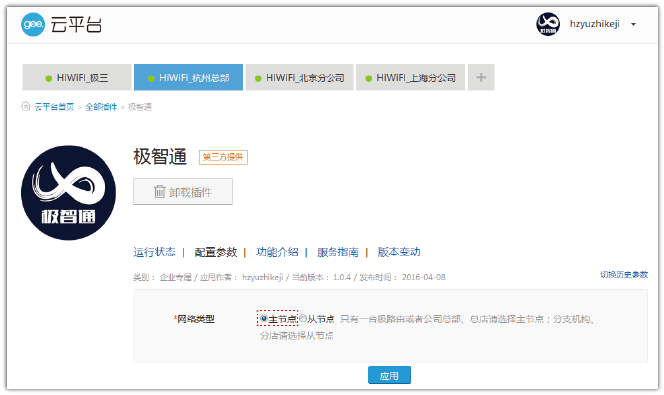 gee. 云平台
hzyuzhikeji
HiWiFi_极三
HiWiFi_杭州总部
HiWiFi_北京分公司
HiWiFi_上海分公司
+
云平台首页 > 全部插件 > 极智通
极智通
极智通 第三方提供
卸载插件
运行状态 | 配置参数 | 功能介绍 | 服务指南 | 版本变动
类别： 企业专属 / 应用作者： hzyuzhikeji / 当前版本：1.0.4 / 发布时间： 2016-04-08
切换历史参数
*网络类型
主节点 从节点 只有一台极路由或者公司总部、总店请选择主节点；分支机构、
分店请选择从节点
应用